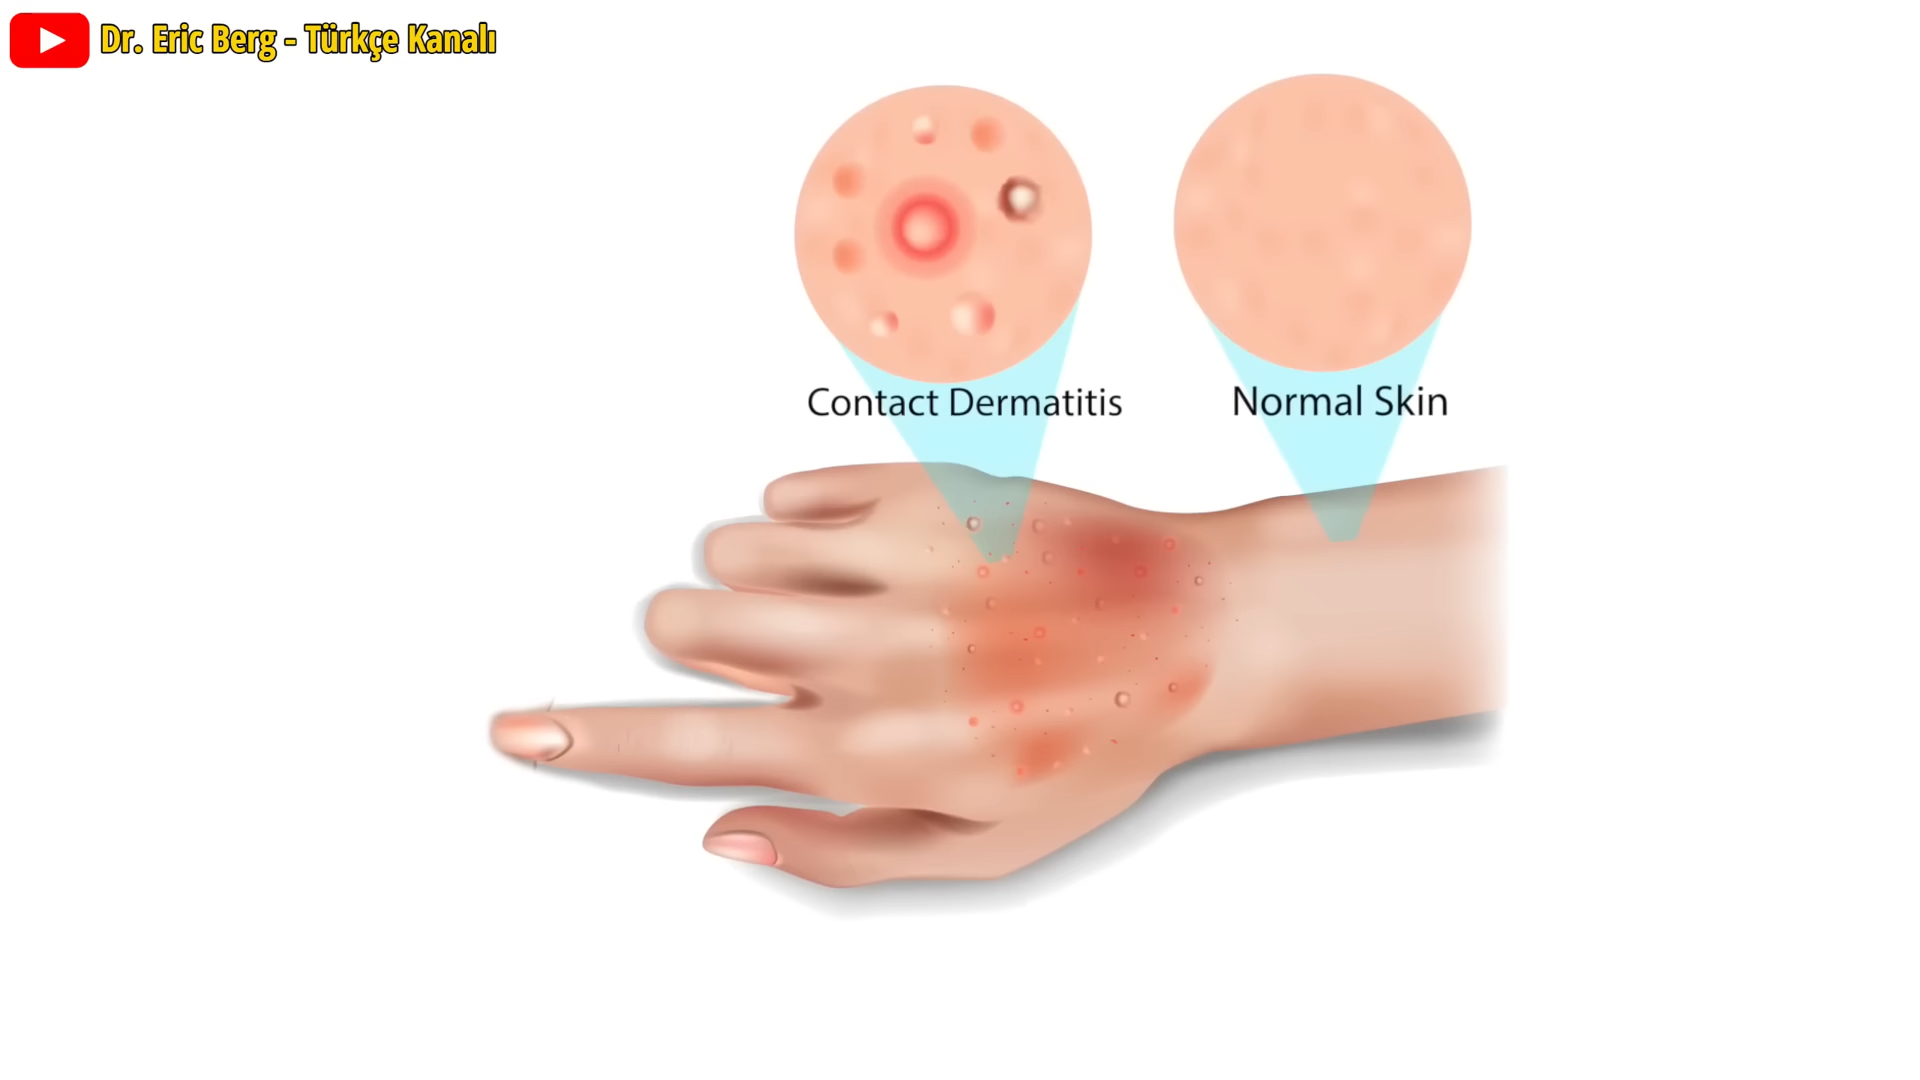 Dr. Eric Berg - Türkçe Kanalı
Contact Dermatitis
Normal Skin